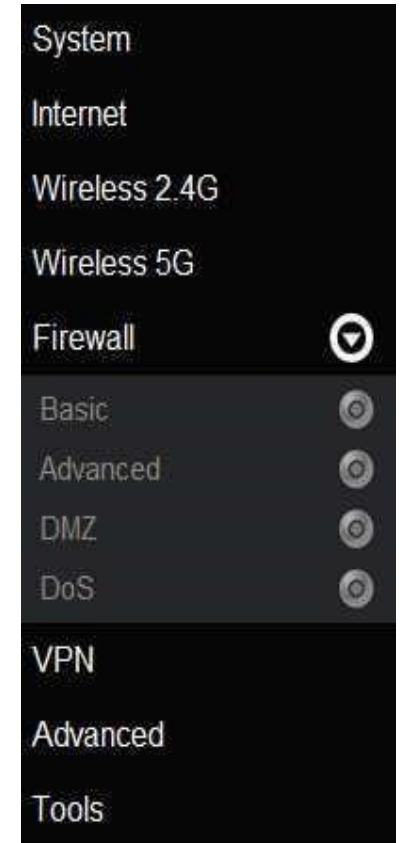 System
Internet
Wireless 2.4G
Wireless 5G
Firewall
Basic
Advanced
DMZ
DoS
VPN
Advanced
Tools